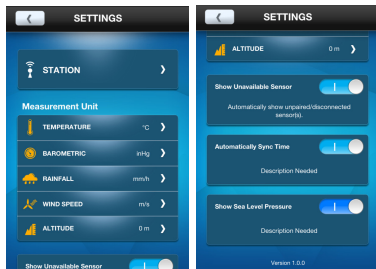 SETTINGS
STATION
Measurement Unit
TEMPERATURE °C
BAROMETRIC inHg
RAINFALL mm/h
WIND SPEED m/s
ALTITUDE 0 m
Show Unavailable Sensor
SETTINGS
ALTITUDE 0 m
Show Unavailable Sensor
Automatically show unpaired/disconnected
sensor(s).
Automatically Sync Time
Description Needed
Show Sea Level Pressure
Description Needed
Version 1.0.0